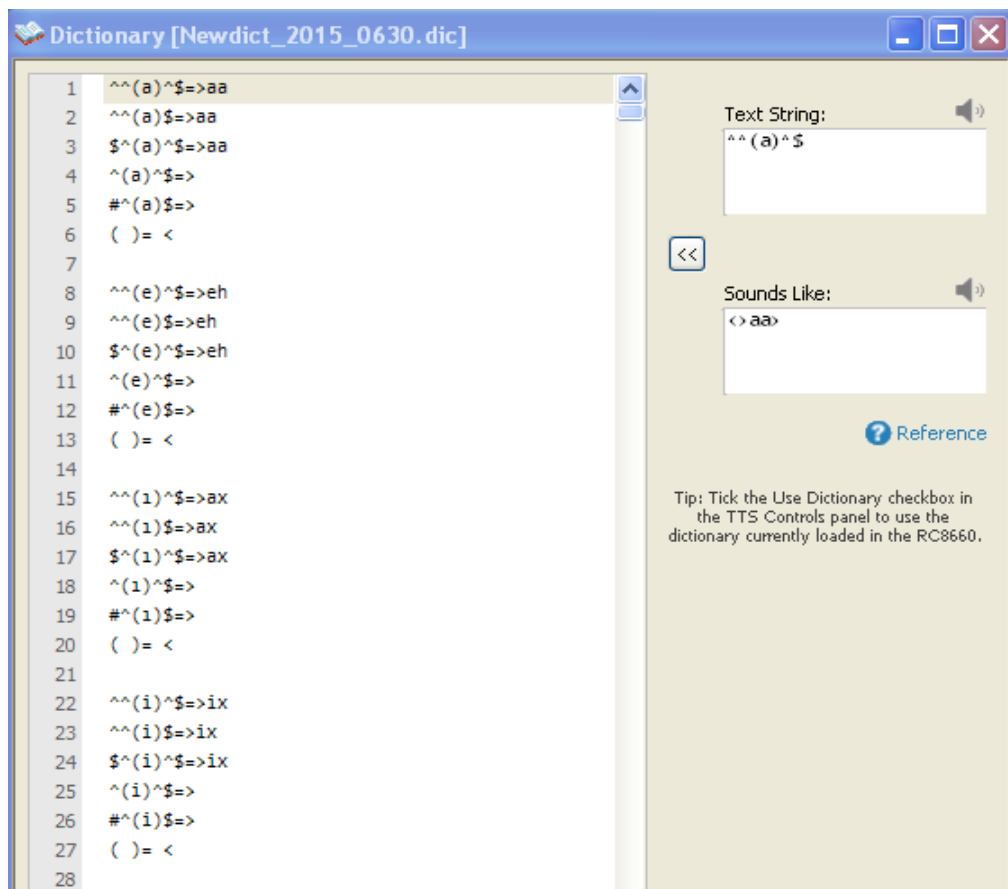 Dictionary [Newdict_2015_0630.dic]
1 ^^(a)^$=>aa
2 ^^(a)$=>aa
3 $^(a)^$=>aa
4 ^(a)^$=>
5 #^(a)$=>
6 ( )= <
7
8 ^^(e)^$=>eh
9 ^^(e)$=>eh
10 $^(e)^$=>eh
11 ^(e)^$=>
12 #^(e)$=>
13 ( )= <
14
15 ^^(ı)^$=>ax
16 ^^(ı)$=>ax
17 $^(ı)^$=>ax
18 ^(ı)^$=>
19 #^(ı)$=>
20 ( )= <
21
22 ^^(i)^$=>ix
23 ^^(i)$=>ix
24 $^(i)^$=>ix
25 ^(i)^$=>
26 #^(i)$=>
27 ( )= <
28
Text String:
^^(a)^$
<<
Sounds Like:
<>aa>
? Reference
Tip: Tick the Use Dictionary checkbox in
the TTS Controls panel to use the
dictionary currently loaded in the RC8660.